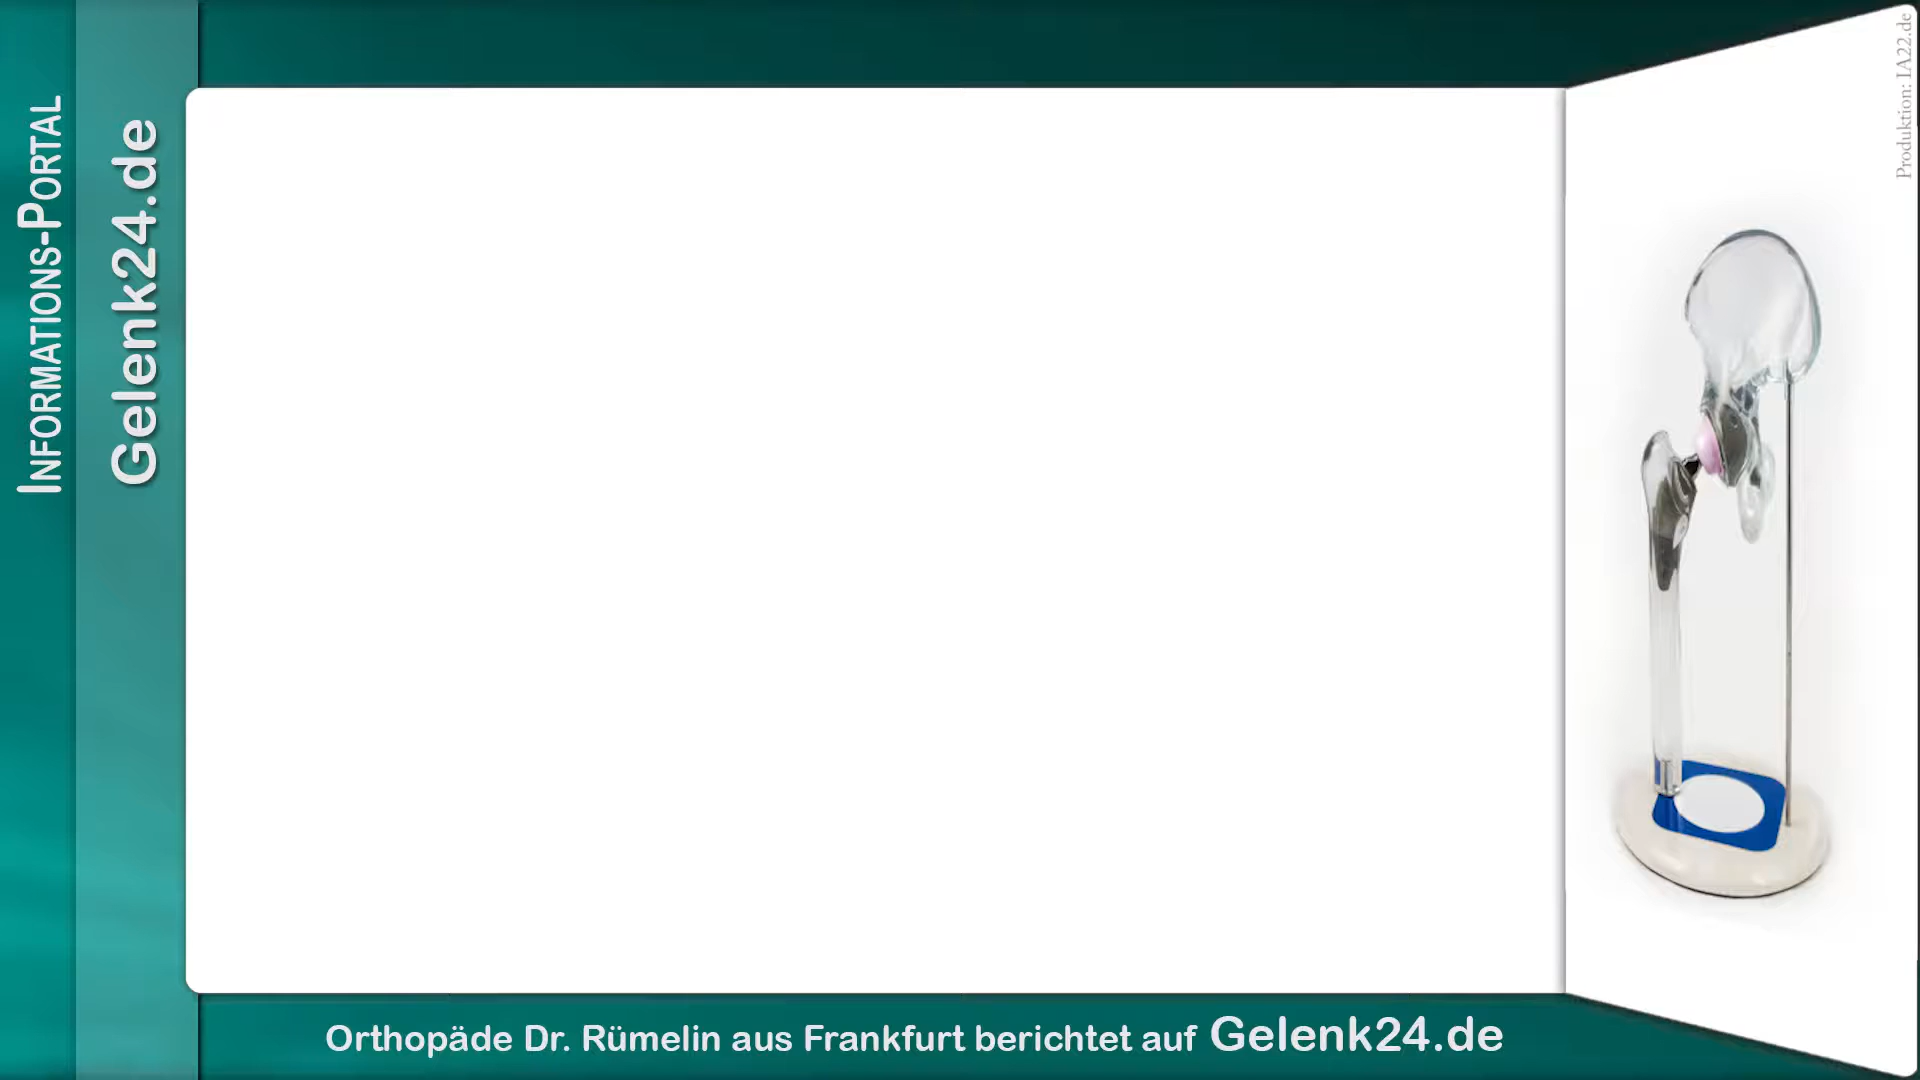 Informations-Portal
Gelenk24.de
Produktion: IA22.de
Orthopäde Dr. Rümelin aus Frankfurt berichtet auf Gelenk24.de